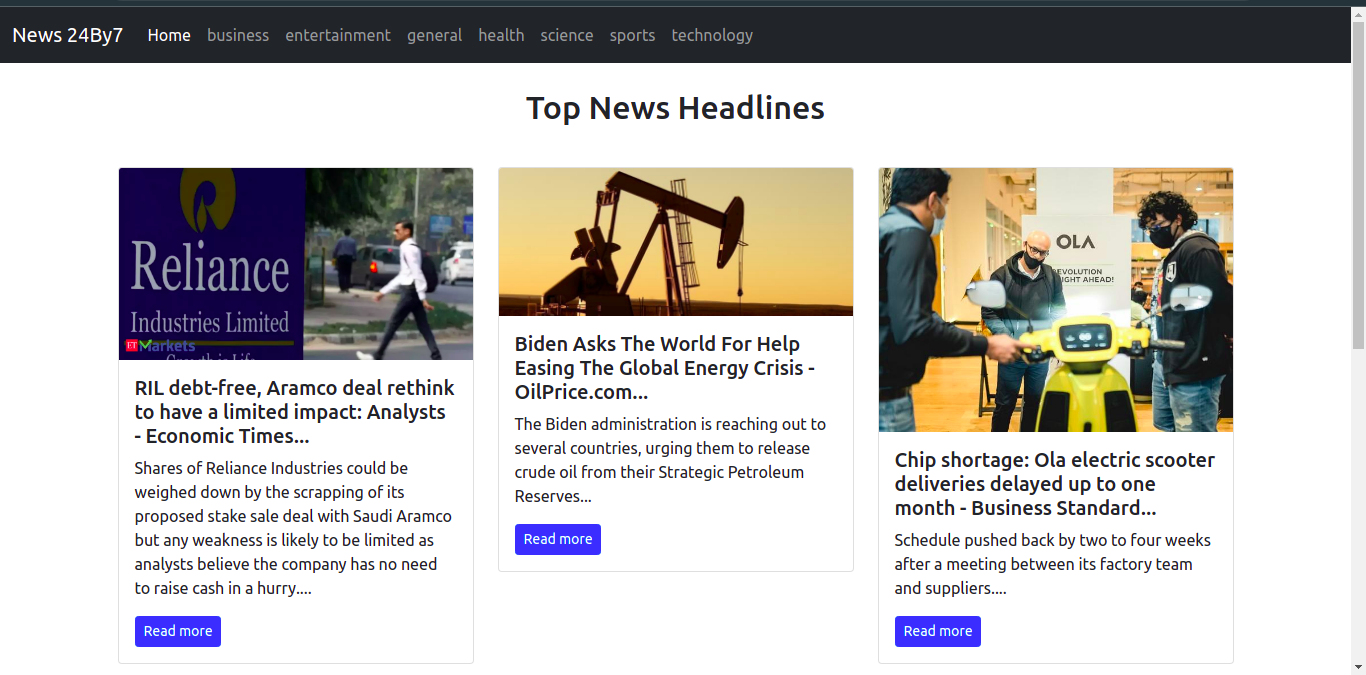 News 24By7 Home business entertainment general health science sports technology
Top News Headlines
Reliance
Industries Limited
Growth is Life
ET Markets
RIL debt-free, Aramco deal rethink
to have a limited impact: Analysts
- Economic Times...
Shares of Reliance Industries could be
weighed down by the scrapping of its
proposed stake sale deal with Saudi Aramco
but any weakness is likely to be limited as
analysts believe the company has no need
to raise cash in a hurry....
Read more
Biden Asks The World For Help
Easing The Global Energy Crisis -
OilPrice.com...
The Biden administration is reaching out to
several countries, urging them to release
crude oil from their Strategic Petroleum
Reserves...
Read more
OLA
EVOLUTION
IGHT AHEAD!
Chip shortage: Ola electric scooter
deliveries delayed up to one
month - Business Standard...
Schedule pushed back by two to four weeks
after a meeting between its factory team
and suppliers....
Read more